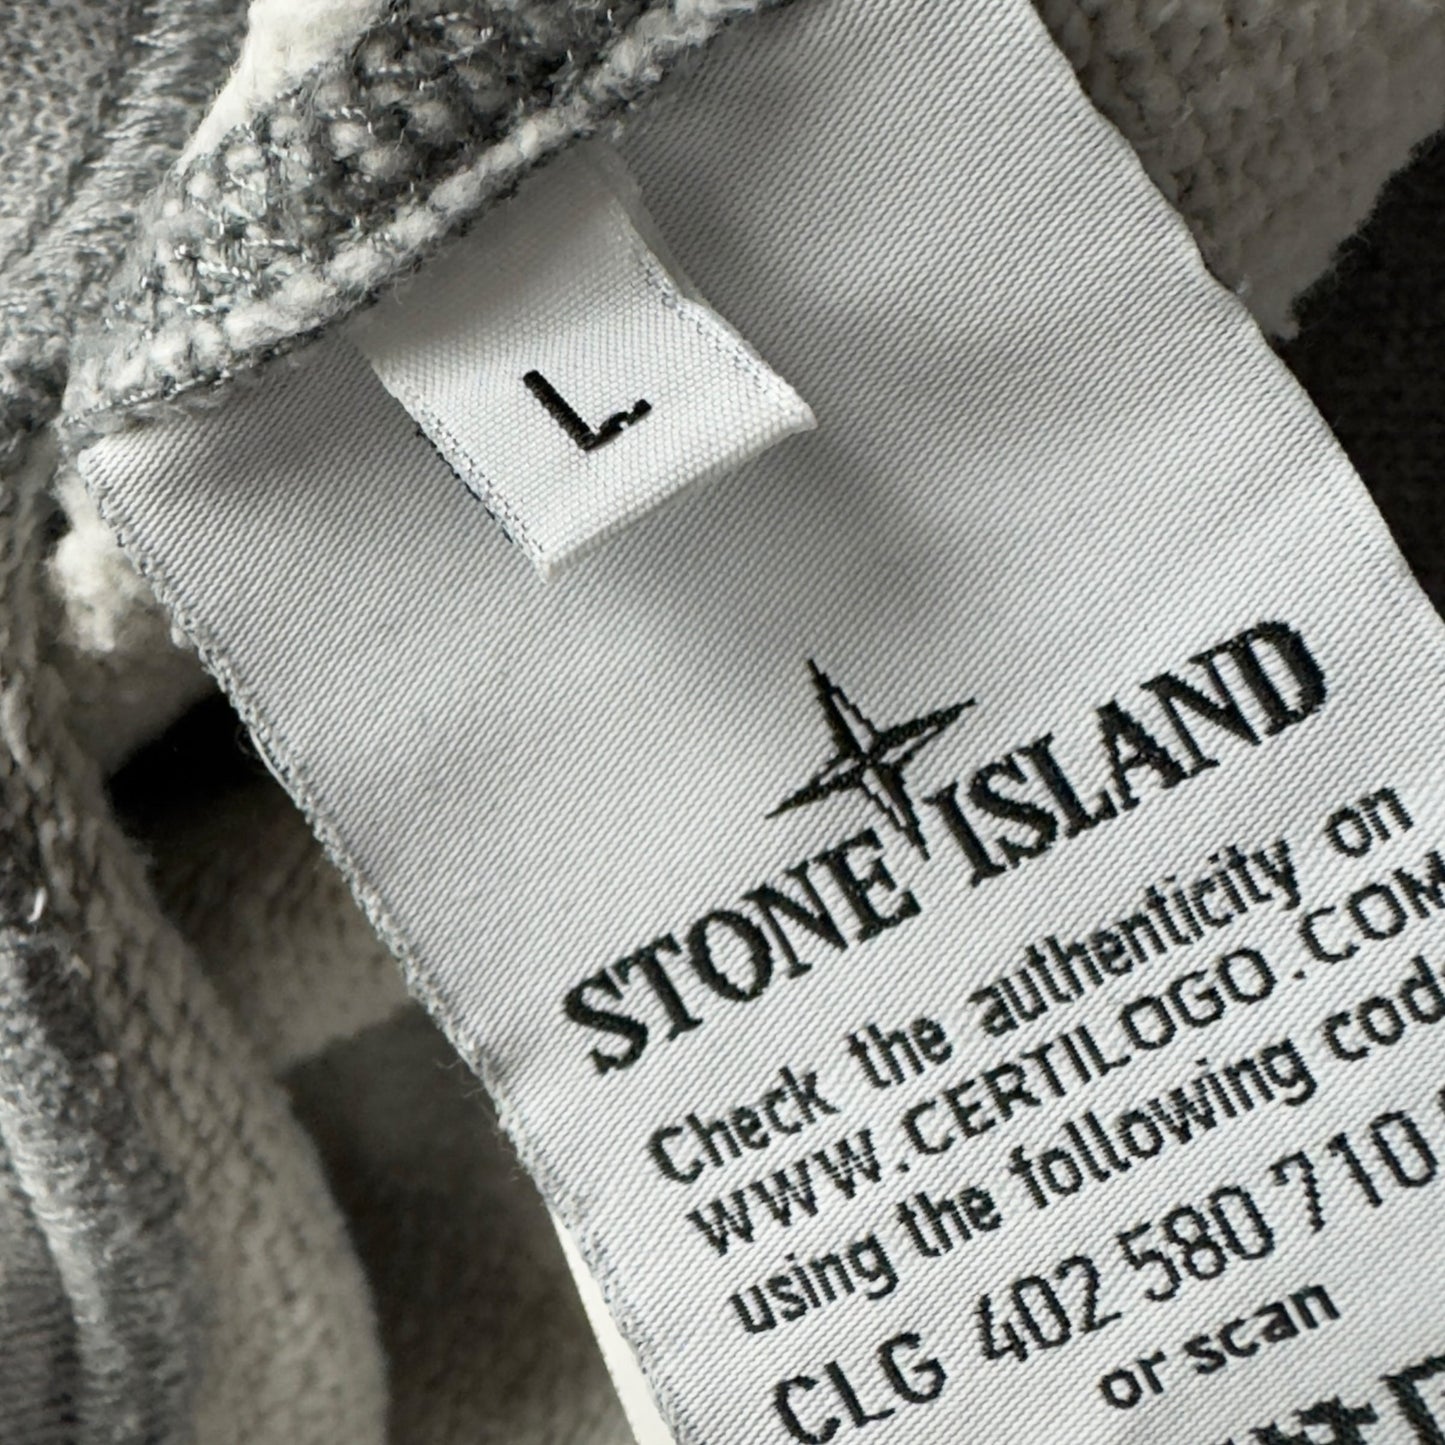 L
STONE ISLAND
Check the authenticity on
WWW.CERTILOGO.COM
using the following
CLG 402 580 710
or scan